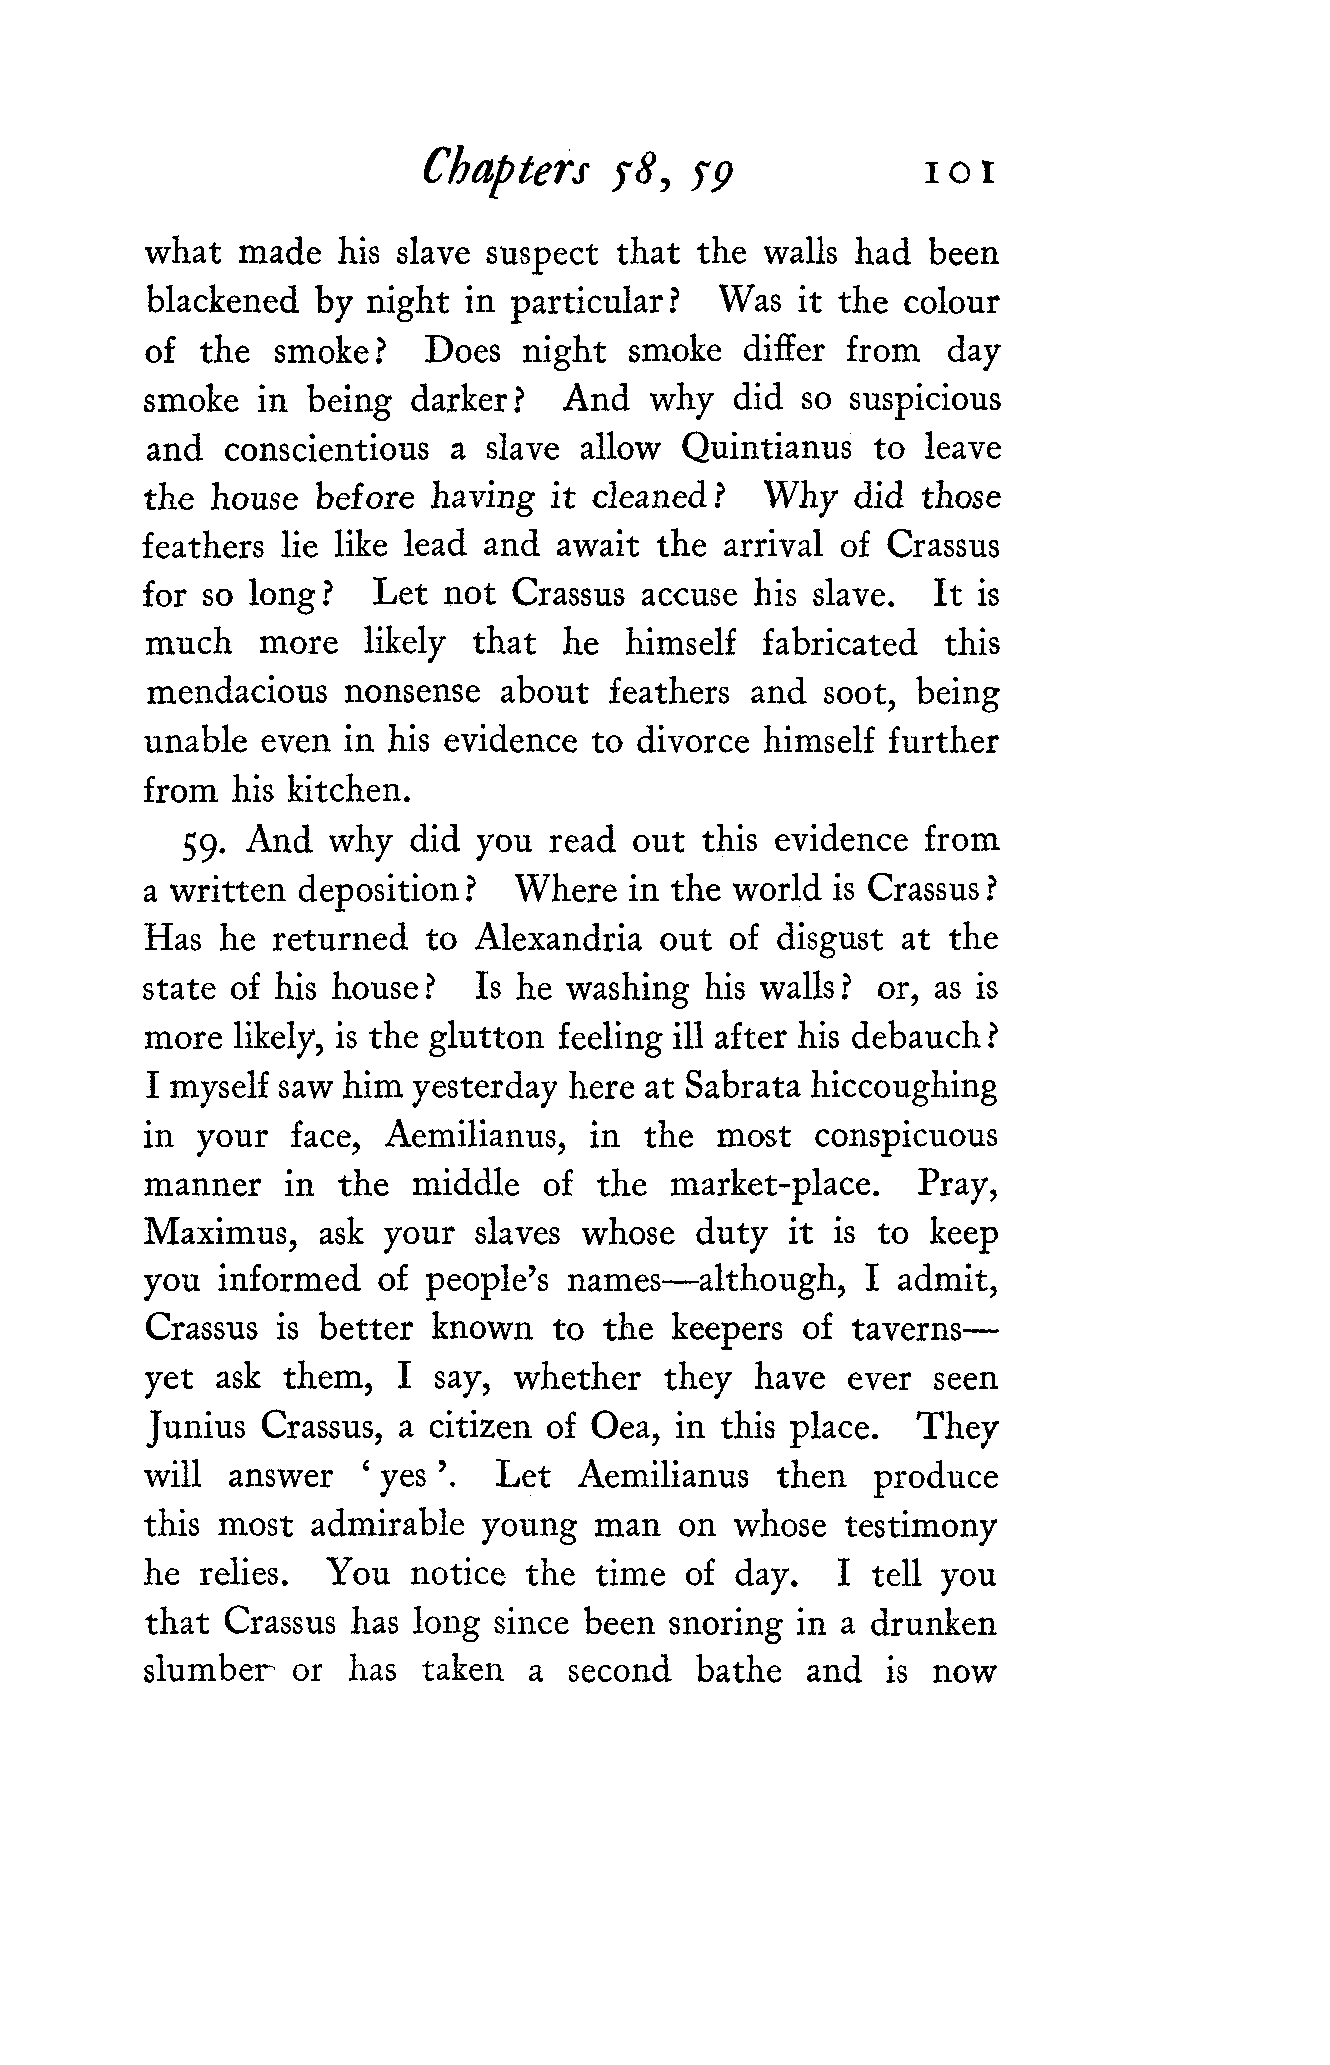 Chapters 58, 59 101
what made his slave suspect that the walls had been
blackened by night in particular? Was it the colour
of the smoke? Does night smoke differ from day
smoke in being darker? And why did so suspicious
and conscientious a slave allow Quintianus to leave
the house before having it cleaned? Why did those
feathers lie like lead and await the arrival of Crassus
for so long? Let not Crassus accuse his slave. It is
much more likely that he himself fabricated this
mendacious nonsense about feathers and soot, being
unable even in his evidence to divorce himself further
from his kitchen.
59. And why did you read out this evidence from
a written deposition? Where in the world is Crassus?
Has he returned to Alexandria out of disgust at the
state of his house? Is he washing his walls? or, as is
more likely, is the glutton feeling ill after his debauch?
I myself saw him yesterday here at Sabrata hiccoughing
in your face, Aemilianus, in the most conspicuous
manner in the middle of the market-place. Pray,
Maximus, ask your slaves whose duty it is to keep
you informed of people's names—although, I admit,
Crassus is better known to the keepers of taverns—
yet ask them, I say, whether they have ever seen
Junius Crassus, a citizen of Oea, in this place. They
will answer ‘ yes ’. Let Aemilianus then produce
this most admirable young man on whose testimony
he relies. You notice the time of day. I tell you
that Crassus has long since been snoring in a drunken
slumber or has taken a second bathe and is now